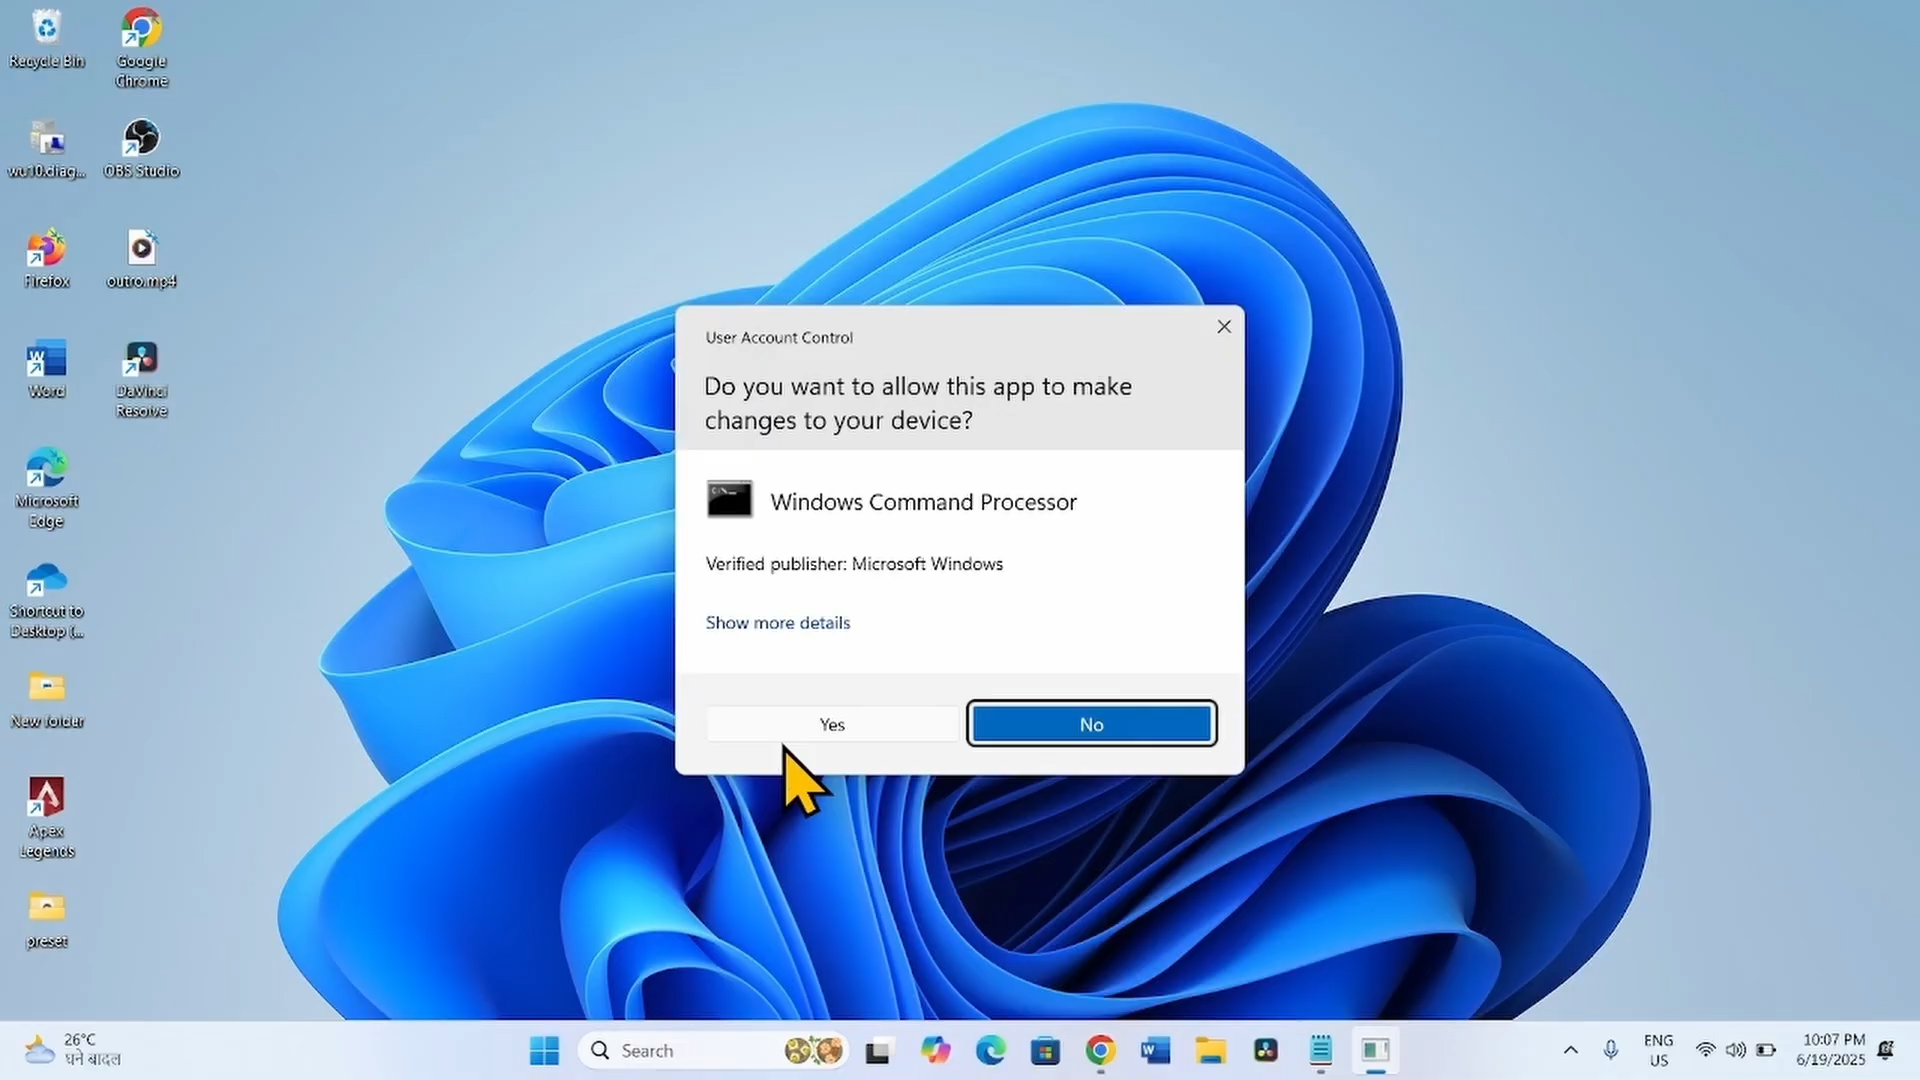 Recycle Bin
Google
Chrome
wu10.diag...
OBS Studio
Firefox
outro.mp4
Word
DaVinci
Resolve
Microsoft
Edge
Shortcut to
Desktop (...
New folder
Apex
Legends
preset
User Account Control
Do you want to allow this app to make
changes to your device?
Windows Command Processor
Verified publisher: Microsoft Windows
Show more details
Yes
No
26°C
घने बादल
Search
ENG
US
10:07 PM
6/19/2025